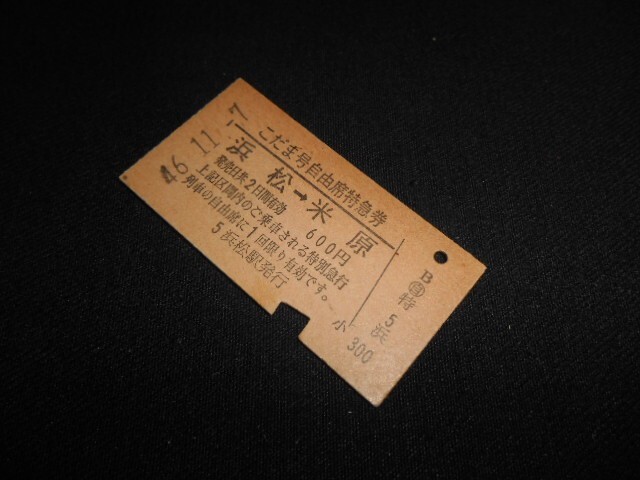 46.11.-7
こだま号自由席特急券
浜松→米原
発売日共2日間有効 600円
上記区間内のご乗車される特別急行
列車の自由席に1回限り有効です。
5 浜松駅発行
小
300
B
自
特
5
浜